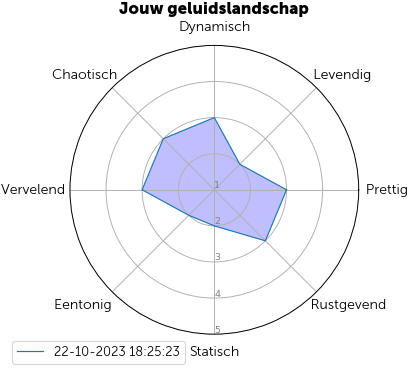 Jouw geluidslandschap
Dynamisch
Chaotisch
Levendig
Vervelend
1
Prettig
2
3
4
Eentonig
Rustgevend
5
22-10-2023 18:25:23
Statisch